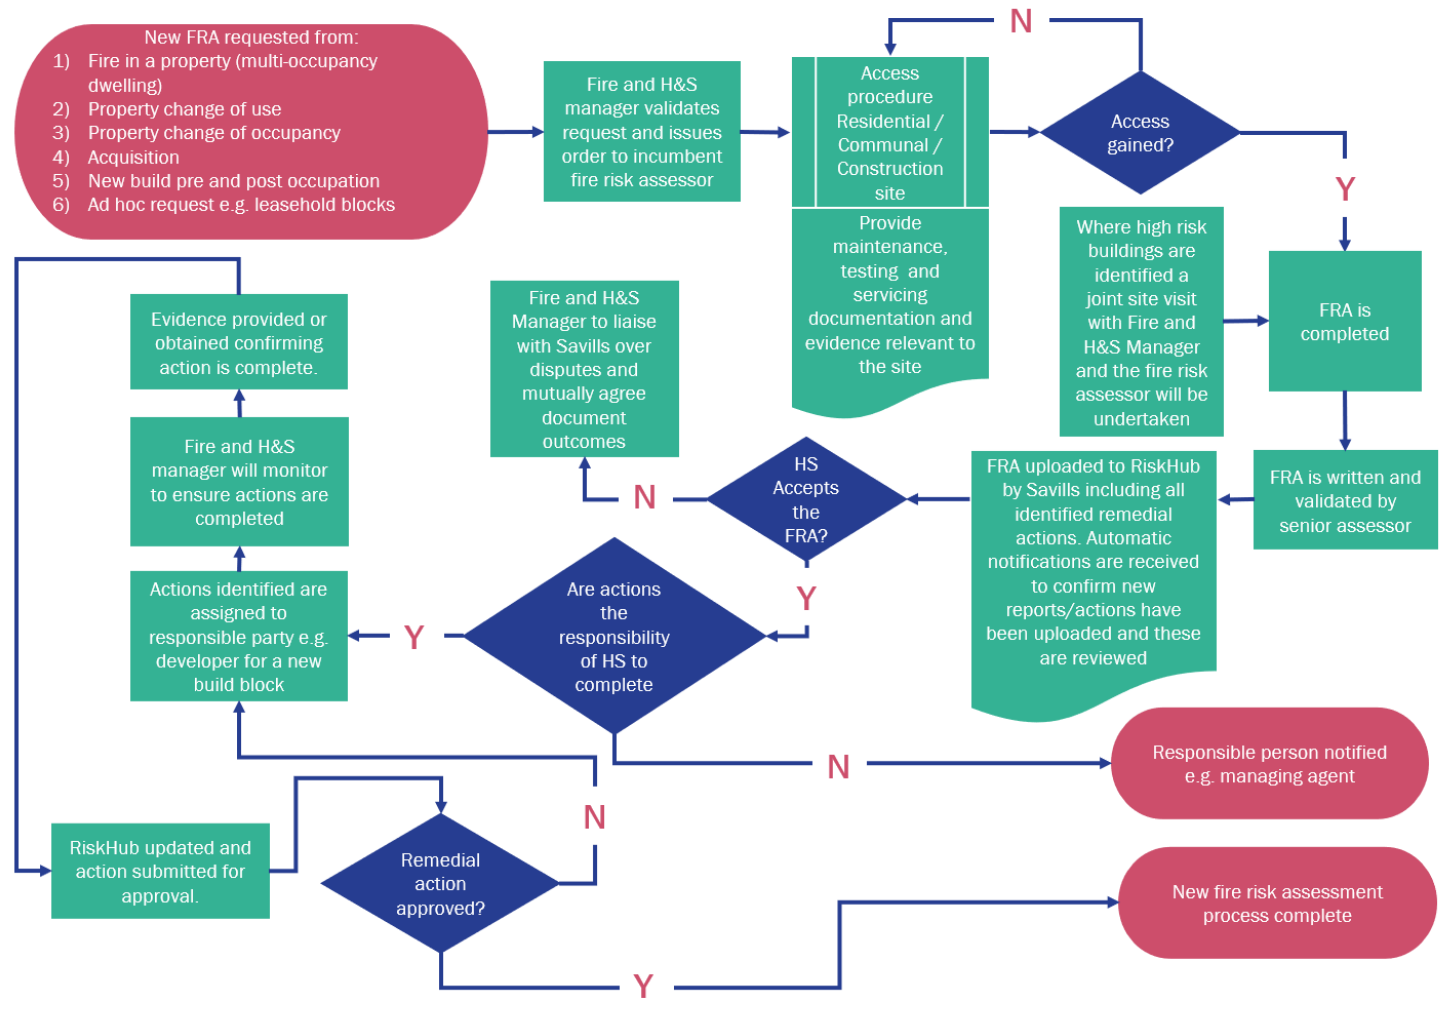 New FRA requested from:
1) Fire in a property (multi-occupancy
dwelling)
2) Property change of use
3) Property change of occupancy
4) Acquisition
5) New build pre and post occupation
6) Ad hoc request e.g. leasehold blocks
Fire and H&S
manager validates
request and issues
order to incumbent
fire risk assessor
Access
procedure
Residential /
Communal /
Construction
site
Provide
maintenance,
testing and
servicing
documentation and
evidence relevant to
the site
N
Access
gained?
Y
Where high risk
buildings are
identified a
joint site visit
with Fire and
H&S Manager
and the fire risk
assessor will be
undertaken
FRA is
completed
FRA is written and
validated by
senior assessor
FRA uploaded to RiskHub
by Savills including all
identified remedial
actions. Automatic
notifications are received
to confirm new
reports/actions have
been uploaded and these
are reviewed
HS
Accepts
the
FRA?
N
Fire and H&S
Manager to liaise
with Savills over
disputes and
mutually agree
document
outcomes
Y
Are actions
the
responsibility
of HS to
complete
N
Responsible person notified
e.g. managing agent
Y
Actions identified are
assigned to
responsible party e.g.
developer for a new
build block
Fire and H&S
manager will monitor
to ensure actions are
completed
Evidence provided or
obtained confirming
action is complete.
RiskHub updated and
action submitted for
approval.
Remedial
action
approved?
N
Y
New fire risk assessment
process complete